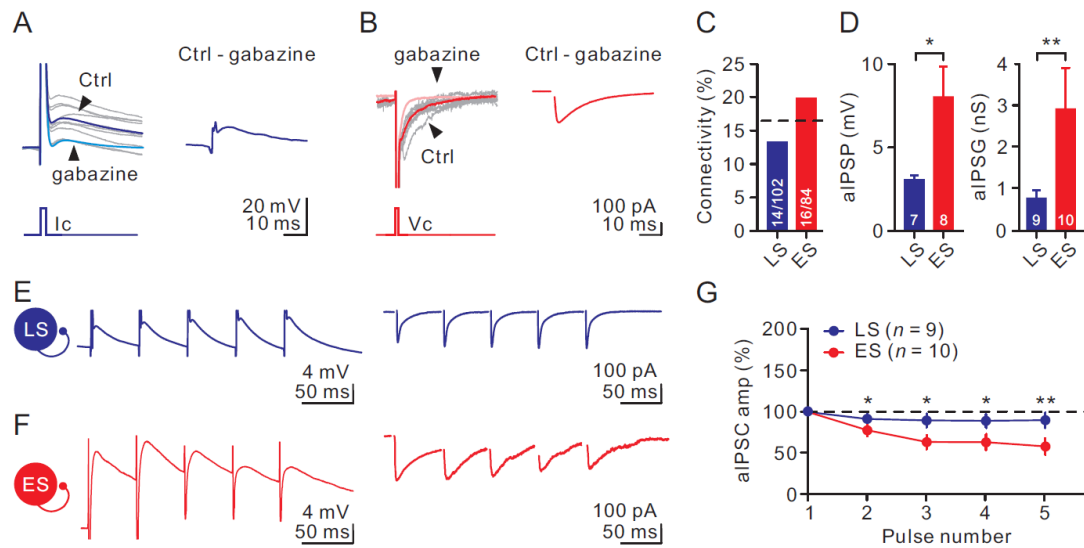 A
Ctrl - gabazine
Ctrl
gabazine
Ic
20 mV
10 ms
B
gabazine
Ctrl - gabazine
Ctrl
Vc
100 pA
10 ms
C
Connectivity (%)
25
20
15
10
5
0
14/102
16/84
LS
ES
D
*
aIPSP (mV)
10
5
0
7
8
LS
ES
**
aIPSG (nS)
4
3
2
1
0
9
10
LS
ES
E
LS
4 mV
50 ms
100 pA
50 ms
F
ES
4 mV
50 ms
100 pA
50 ms
G
LS (n = 9)
ES (n = 10)
aIPSC amp (%)
200
150
100
50
0
* * * **
1 2 3 4 5
Pulse number